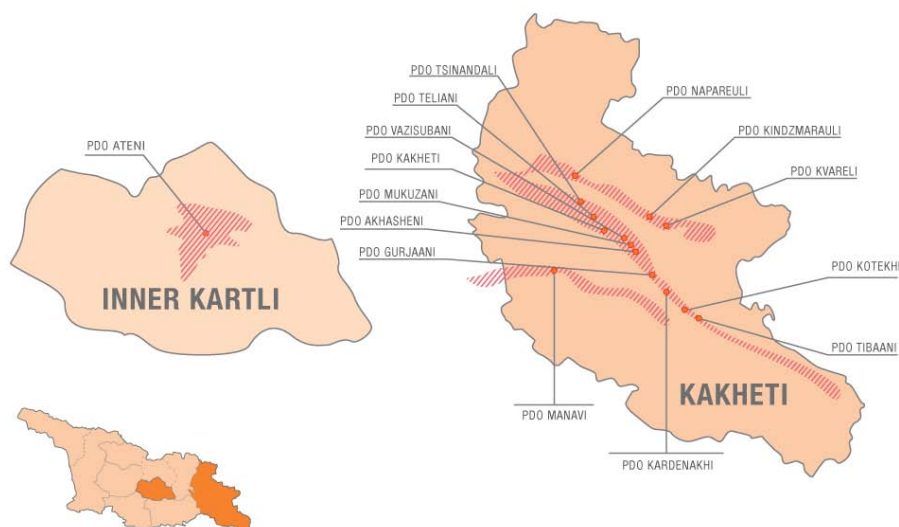 PDO TSINANDALI
PDO TELIANI
PDO VAZISUBANI
PDO KAKHETI
PDO MUKUZANI
PDO AKHASHENI
PDO GURJAANI
PDO NAPAREULI
PDO KINDZMARAULI
PDO KVARELI
PDO ATENI
INNER KARTLI
PDO KOTEKHI
PDO TIBAANI
KAKHETI
PDO MANAVI
PDO KARDENAKHI